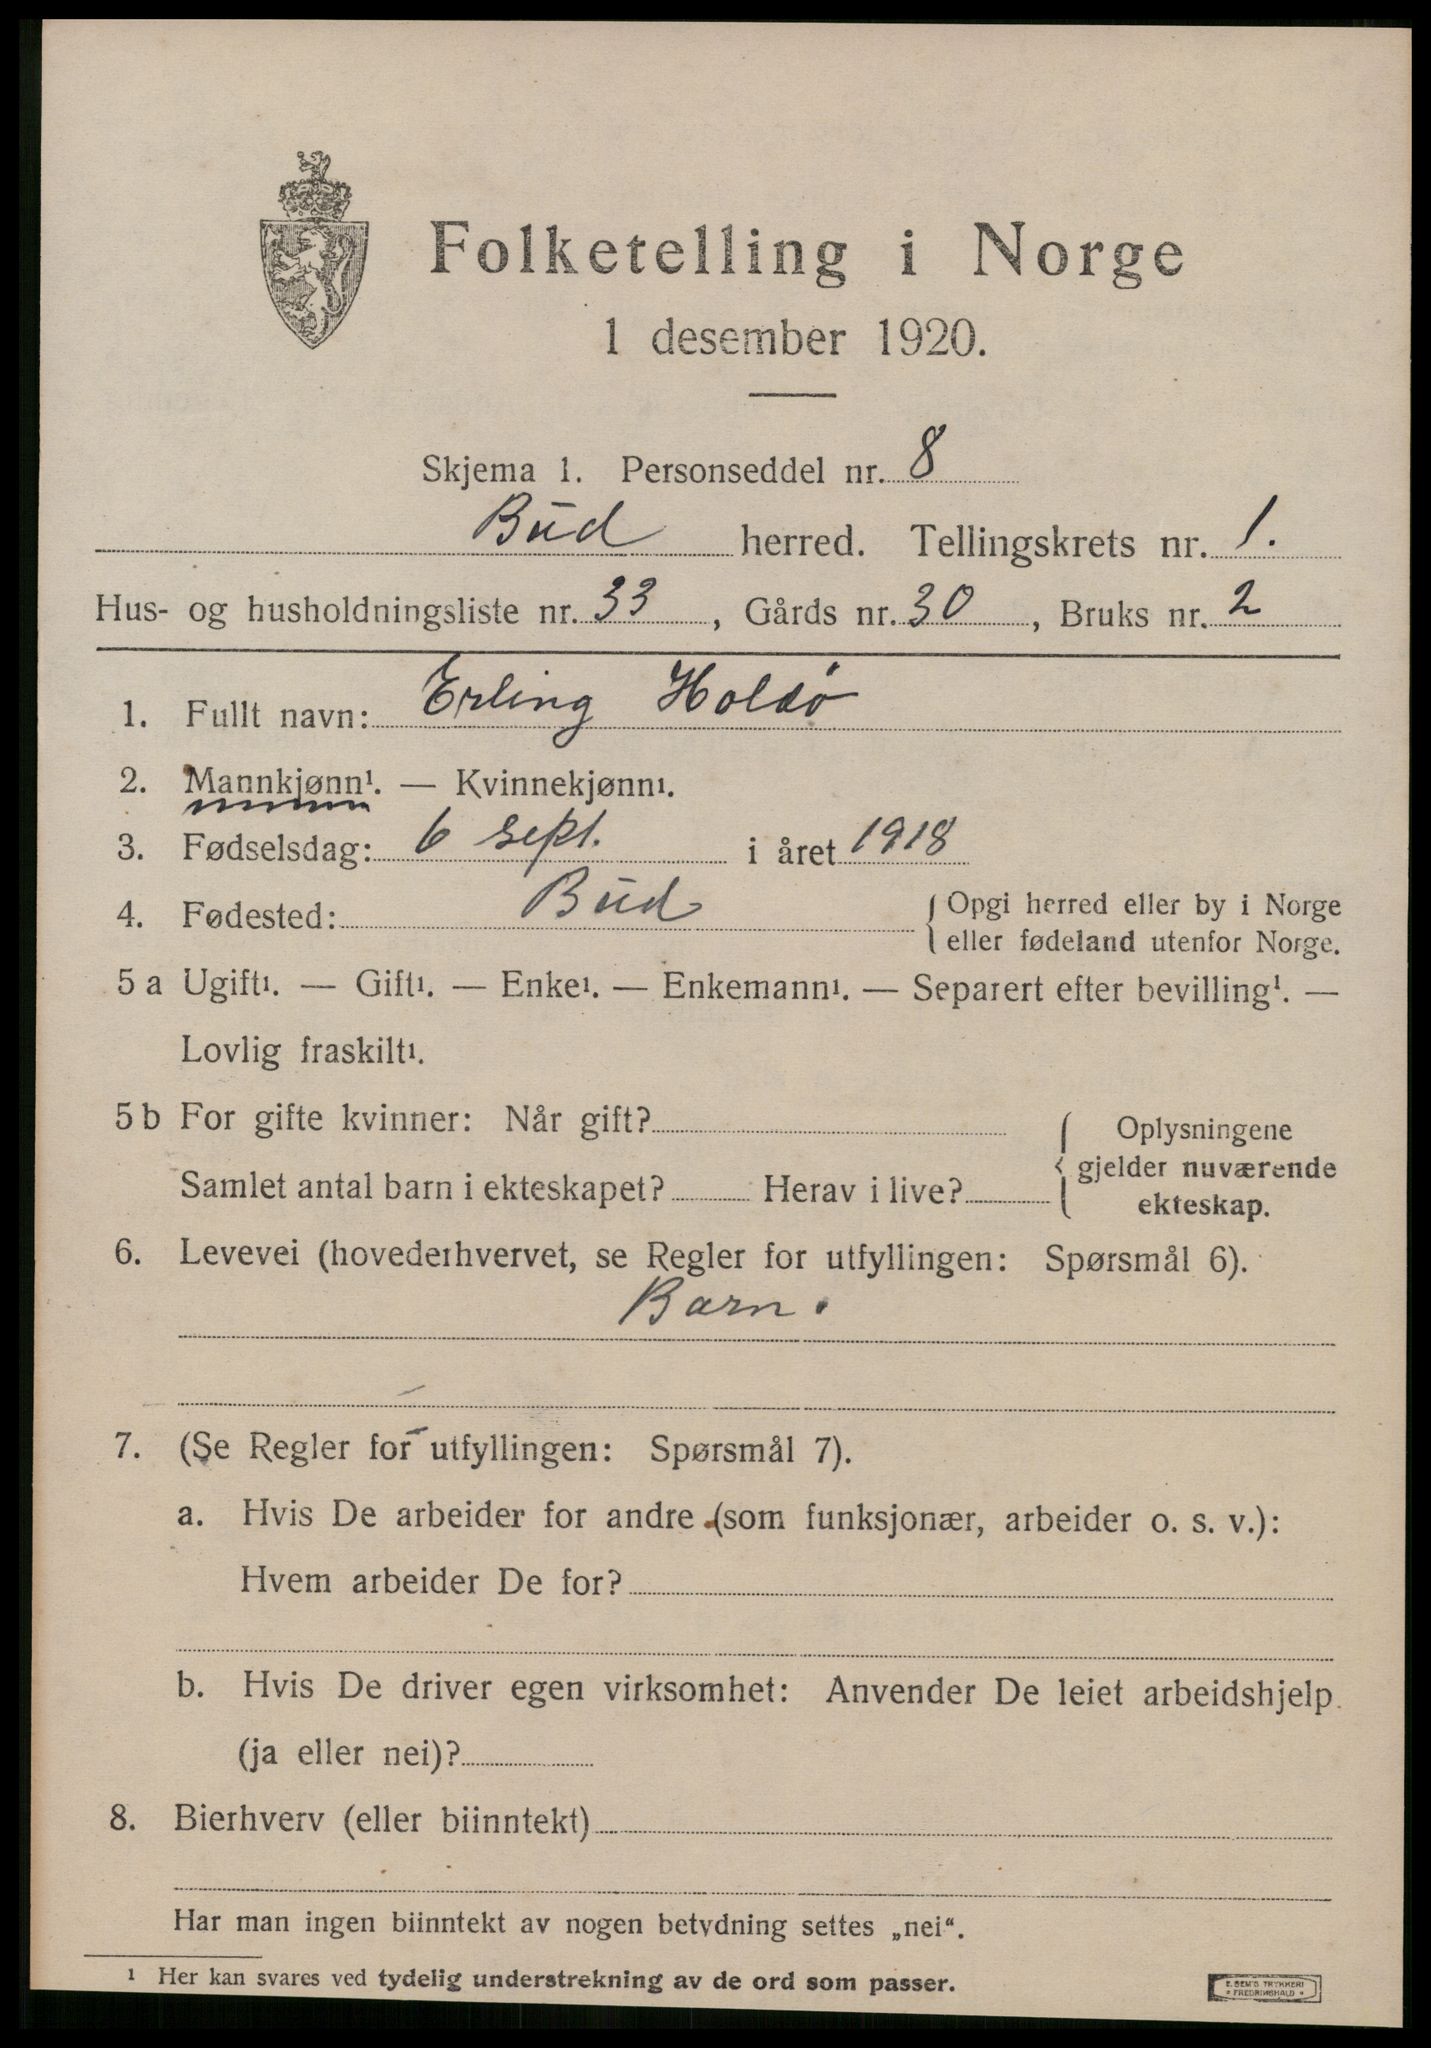 Folketelling i Norge
1 desember 1920.
Skjema 1. Personseddel nr. 8
Bud herred. Tellingskrets nr. 1.
Hus- og husholdningsliste nr. 33, Gårds nr. 30, Bruks nr. 2
1. Fullt navn: Erling Holsø
2. Mannkjønn¹. — Kvinnekjønn¹.
3. Fødselsdag: 6 sept. i året 1918
4. Fødested: Bud { Opgi herred eller by i Norge
eller fødeland utenfor Norge.
5 a Ugift¹. — Gift¹. — Enke¹. — Enkemann¹. — Separert efter bevilling¹. —
Lovlig fraskilt¹.
5 b For gifte kvinner: Når gift? { Oplysningene
gjelder nuværende
Samlet antal barn i ekteskapet? Herav i live? ekteskap.
6. Levevei (hovederhvervet, se Regler for utfyllingen: Spørsmål 6).
Barn.
7. (Se Regler for utfyllingen: Spørsmål 7).
a. Hvis De arbeider for andre (som funksjonær, arbeider o. s. v.):
Hvem arbeider De for?
b. Hvis De driver egen virksomhet: Anvender De leiet arbeidshjelp
(ja eller nei)?
8. Bierhverv (eller biinntekt)
Har man ingen biinntekt av nogen betydning settes „nei“.
¹ Her kan svares ved tydelig understrekning av de ord som passer.
E. SEM'S TRYKKERI
FREDRIKSHALD